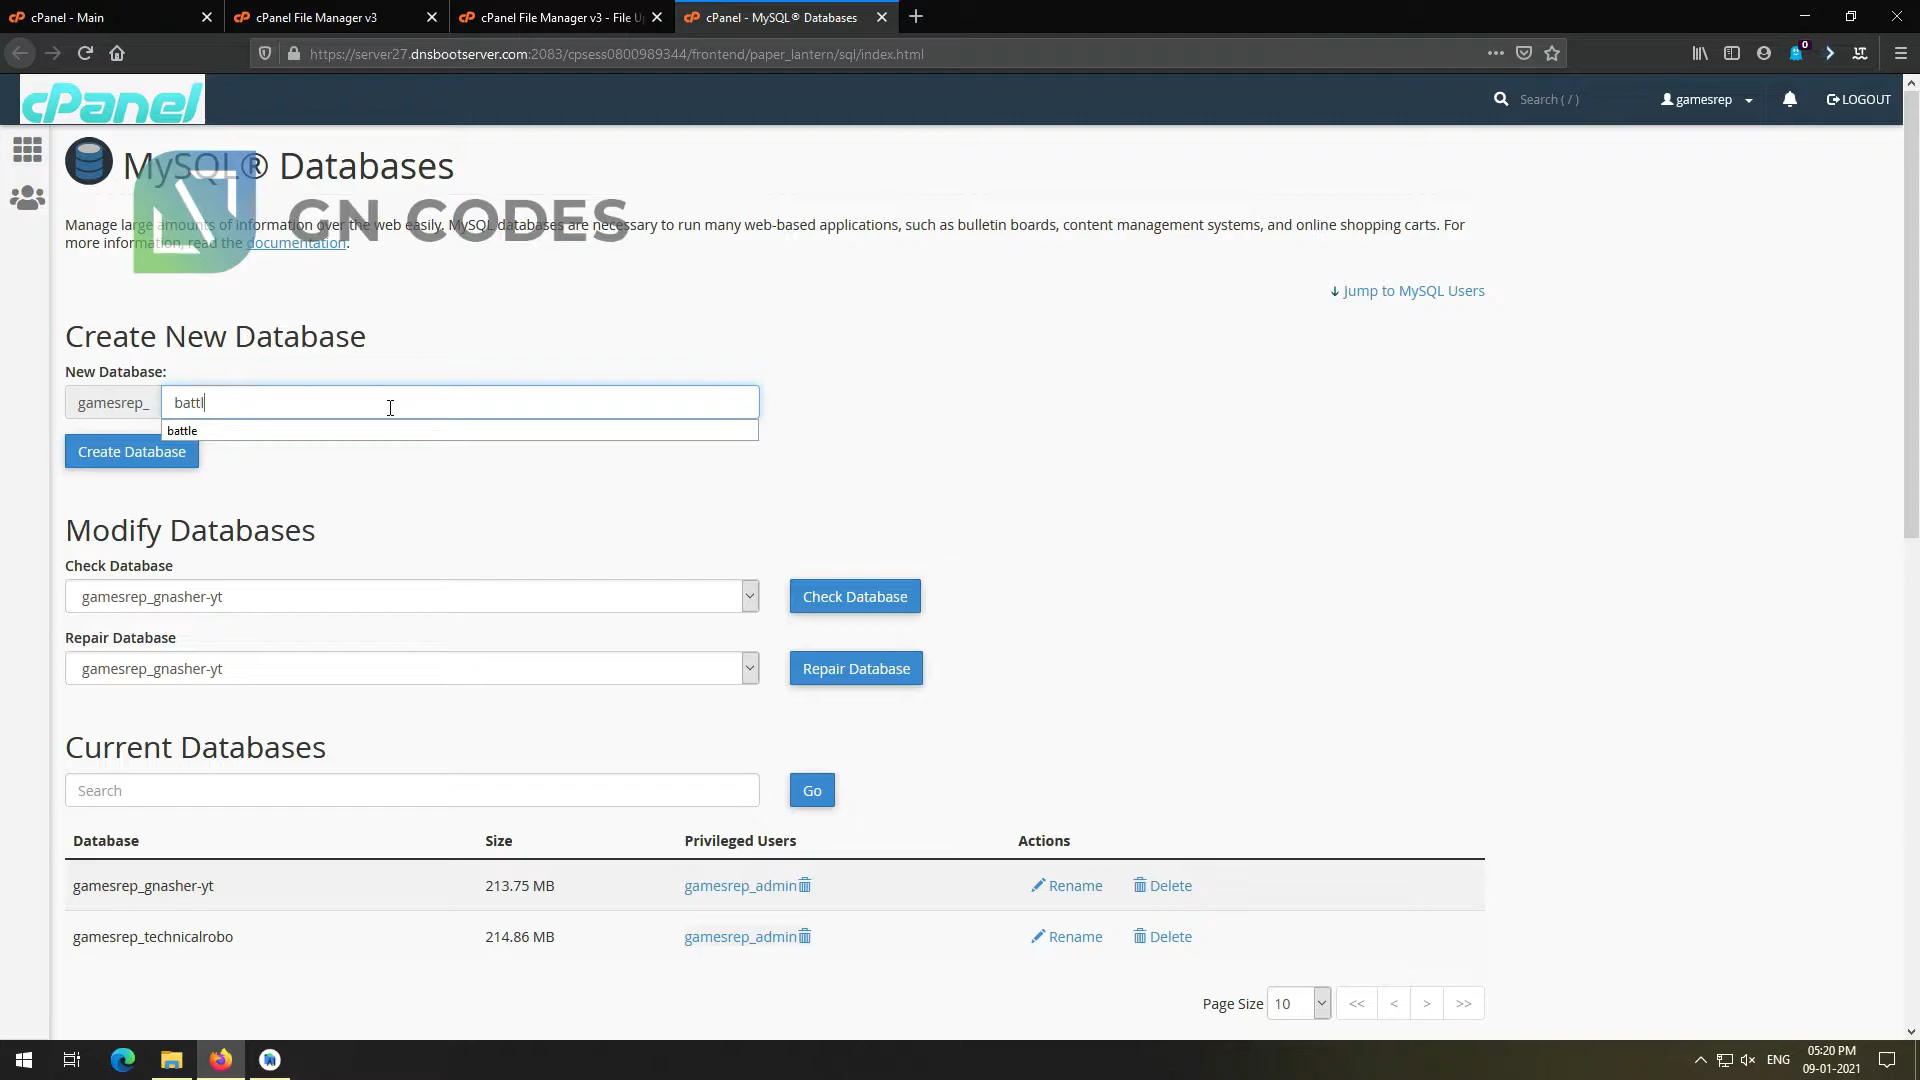 cPanel - Main
cPanel File Manager v3
cPanel File Manager v3 - File U
cPanel - MySQL® Databases
https://server27.dnsbootserver.com:2083/cpsess0800989344/frontend/paper_lantern/sql/index.html
0
cPanel
Search ( / )
gamesrep
LOGOUT
MySQL® Databases
GN CODES
Manage large amounts of information over the web easily. MySQL databases are necessary to run many web-based applications, such as bulletin boards, content management systems, and online shopping carts. For
more information, read the documentation.
Jump to MySQL Users
Create New Database
New Database:
gamesrep_ battl
battle
Create Database
Modify Databases
Check Database
gamesrep_gnasher-yt Check Database
Repair Database
gamesrep_gnasher-yt Repair Database
Current Databases
Search Go
Database Size Privileged Users Actions
gamesrep_gnasher-yt 213.75 MB gamesrep_admin Rename Delete
gamesrep_technicalrobo 214.86 MB gamesrep_admin Rename Delete
Page Size 10 << < > >>
ENG
05:20 PM
09-01-2021